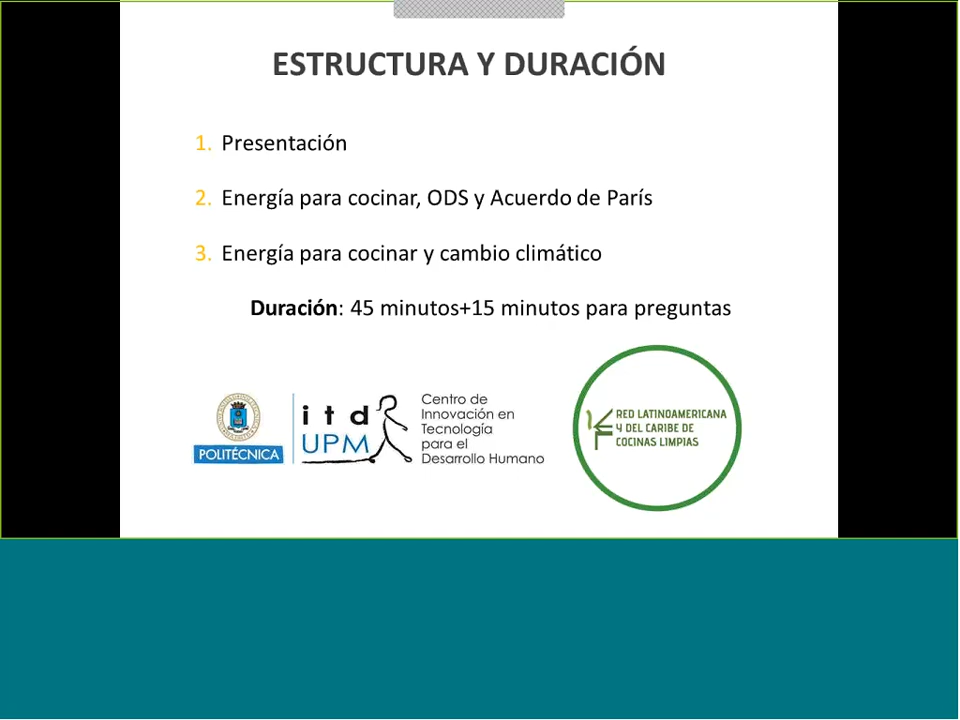 ESTRUCTURA Y DURACIÓN
1. Presentación
2. Energía para cocinar, ODS y Acuerdo de París
3. Energía para cocinar y cambio climático
Duración: 45 minutos+15 minutos para preguntas
POLITÉCNICA
itd
UPM
Centro de
Innovación en
Tecnología
para el
Desarrollo Humano
RED LATINOAMERICANA
Y DEL CARIBE DE
COCINAS LIMPIAS